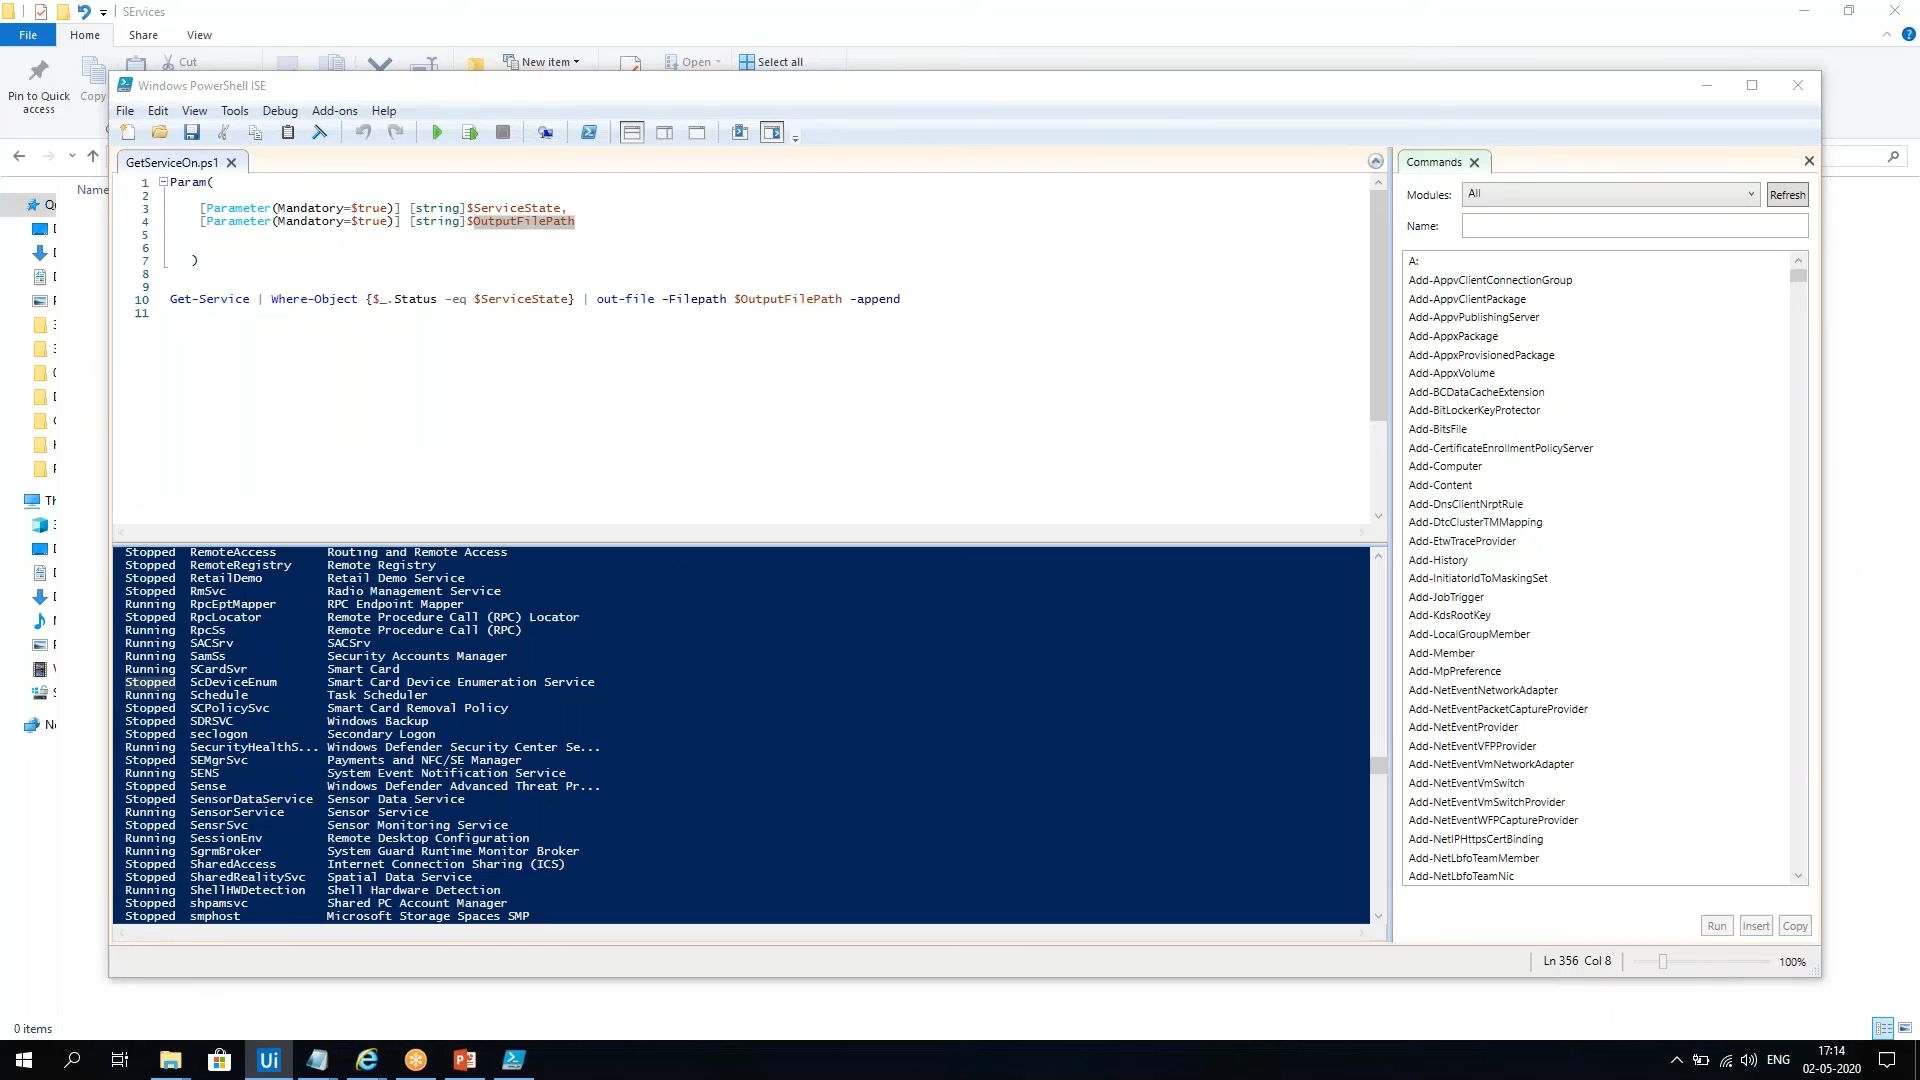 SErvices
File Home Share View
Pin to Quick access
Copy
Cut
New item
Open
Select all
Windows PowerShell ISE
File Edit View Tools Debug Add-ons Help
GetServiceOn.ps1
1 Param(
2
3 [Parameter(Mandatory=$true)] [string]$ServiceState,
4 [Parameter(Mandatory=$true)] [string]$OutputFilePath
5
6
7 )
8
9
10 Get-Service | Where-Object {$_.Status -eq $ServiceState} | out-file -Filepath $OutputFilePath -append
11
Name
Stopped RemoteAccess Routing and Remote Access
Stopped RemoteRegistry Remote Registry
Stopped RetailDemo Retail Demo Service
Stopped RmSvc Radio Management Service
Running RpcEptMapper RPC Endpoint Mapper
Stopped RpcLocator Remote Procedure Call (RPC) Locator
Running RpcSs Remote Procedure Call (RPC)
Running SACSrv SACSrv
Running SamSs Security Accounts Manager
Running SCardSvr Smart Card
Stopped ScDeviceEnum Smart Card Device Enumeration Service
Running Schedule Task Scheduler
Stopped SCPolicySvc Smart Card Removal Policy
Stopped SDRSVC Windows Backup
Stopped seclogon Secondary Logon
Running SecurityHealthS... Windows Defender Security Center Se...
Stopped SEMgrSvc Payments and NFC/SE Manager
Running SENS System Event Notification Service
Stopped Sense Windows Defender Advanced Threat Pr...
Stopped SensorDataService Sensor Data Service
Running SensorService Sensor Service
Stopped SensrSvc Sensor Monitoring Service
Running SessionEnv Remote Desktop Configuration
Running SgrmBroker System Guard Runtime Monitor Broker
Stopped SharedAccess Internet Connection Sharing (ICS)
Stopped SharedRealitySvc Spatial Data Service
Running ShellHWDetection Shell Hardware Detection
Stopped shpamsvc Shared PC Account Manager
Stopped smphost Microsoft Storage Spaces SMP
Commands
Modules: All Refresh
Name:
A:
Add-AppvClientConnectionGroup
Add-AppvClientPackage
Add-AppvPublishingServer
Add-AppxPackage
Add-AppxProvisionedPackage
Add-AppxVolume
Add-BCDataCacheExtension
Add-BitLockerKeyProtector
Add-BitsFile
Add-CertificateEnrollmentPolicyServer
Add-Computer
Add-Content
Add-DnsClientNrptRule
Add-DtcClusterTMMapping
Add-EtwTraceProvider
Add-History
Add-InitiatorIdToMaskingSet
Add-JobTrigger
Add-KdsRootKey
Add-LocalGroupMember
Add-Member
Add-MpPreference
Add-NetEventNetworkAdapter
Add-NetEventPacketCaptureProvider
Add-NetEventProvider
Add-NetEventVFPProvider
Add-NetEventVmNetworkAdapter
Add-NetEventVmSwitch
Add-NetEventVmSwitchProvider
Add-NetEventWFPCaptureProvider
Add-NetIPHttpsCertBinding
Add-NetLbfoTeamMember
Add-NetLbfoTeamNic
Run Insert Copy
Ln 356 Col 8
100%
0 items
Ui
ENG
17:14
02-05-2020